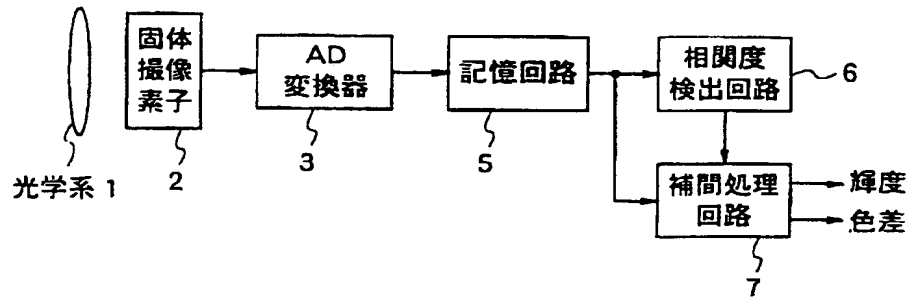 固体
撮像
素子
AD
変換器
記憶回路
相関度
検出回路
6
光学系1
2
3
5
補間処理
回路
輝度
色差
7